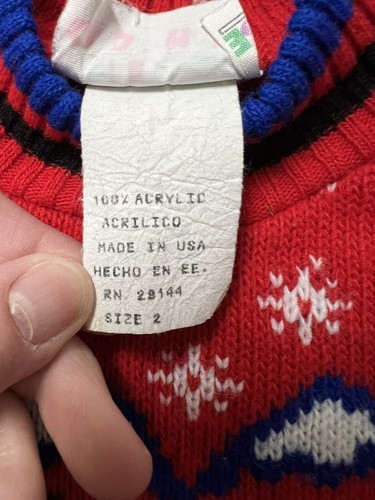 100% ACRYLIC
ACRILICO
MADE IN USA
HECHO EN EE.
RN 29144
SIZE 2